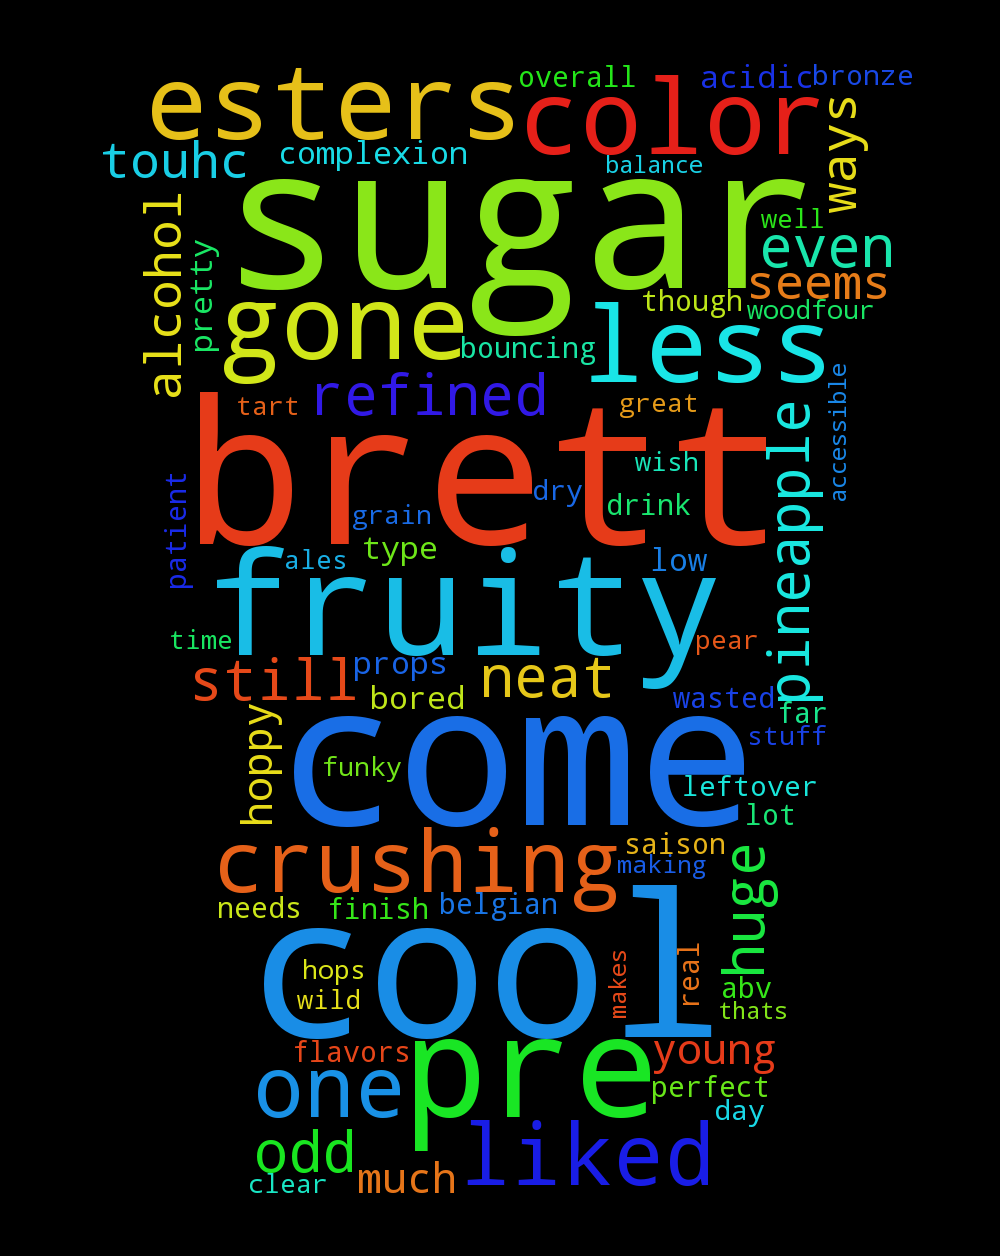 overall
acidic
bronze
esters
color
ways
touhc
complexion
balance
sugar
well
even
alcohol
pretty
seems
gone
though
woodfour
less
bouncing
refined
tart
great
accessible
brett
pineapple
wish
dry
drink
patient
grain
type
ales
low
fruity
time
pear
still
props
neat
bored
wasted
far
hoppy
come
stuff
funky
leftover
lot
crushing
saison
making
huge
needs
finish
belgian
cool
hops
wild
makes
real
abv
thats
flavors
pre
young
one
perfect
day
odd
liked
clear
much